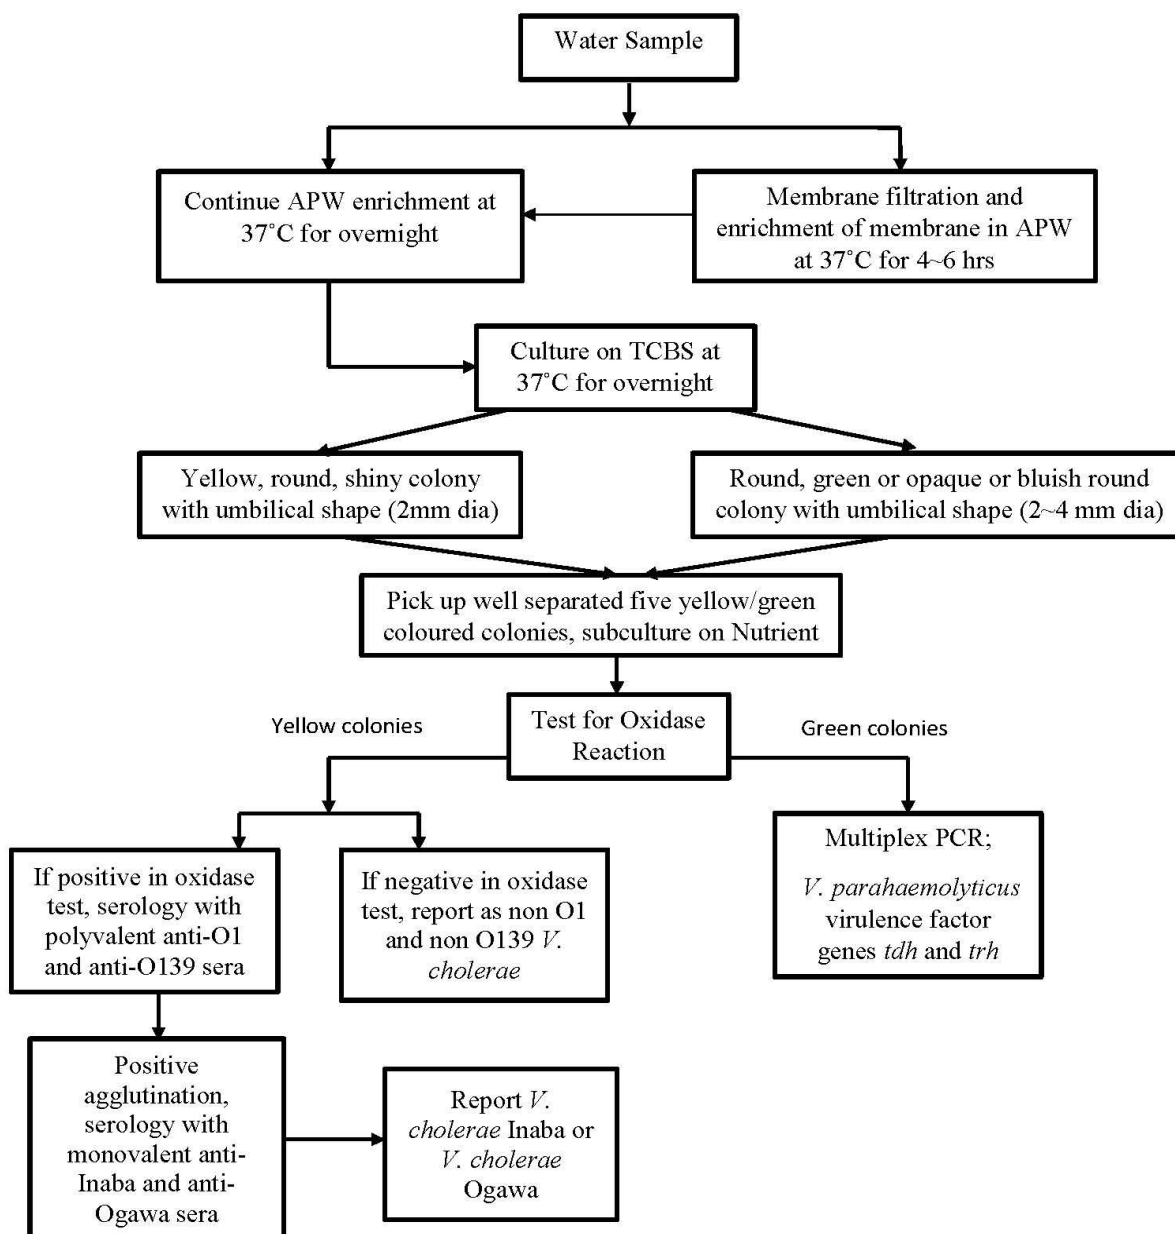 Water Sample
Continue APW enrichment at
37˚C for overnight
Membrane filtration and
enrichment of membrane in APW
at 37˚C for 4~6 hrs
Culture on TCBS at
37˚C for overnight
Yellow, round, shiny colony
with umbilical shape (2mm dia)
Round, green or opaque or bluish round
colony with umbilical shape (2~4 mm dia)
Pick up well separated five yellow/green
coloured colonies, subculture on Nutrient
Test for Oxidase
Reaction
Yellow colonies
Green colonies
If positive in oxidase
test, serology with
polyvalent anti-O1
and anti-O139 sera
If negative in oxidase
test, report as non O1
and non O139 V.
cholerae
Multiplex PCR;
V. parahaemolyticus
virulence factor
genes tdh and trh
Positive
agglutination,
serology with
monovalent anti-
Inaba and anti-
Ogawa sera
Report V.
cholerae Inaba or
V. cholerae
Ogawa